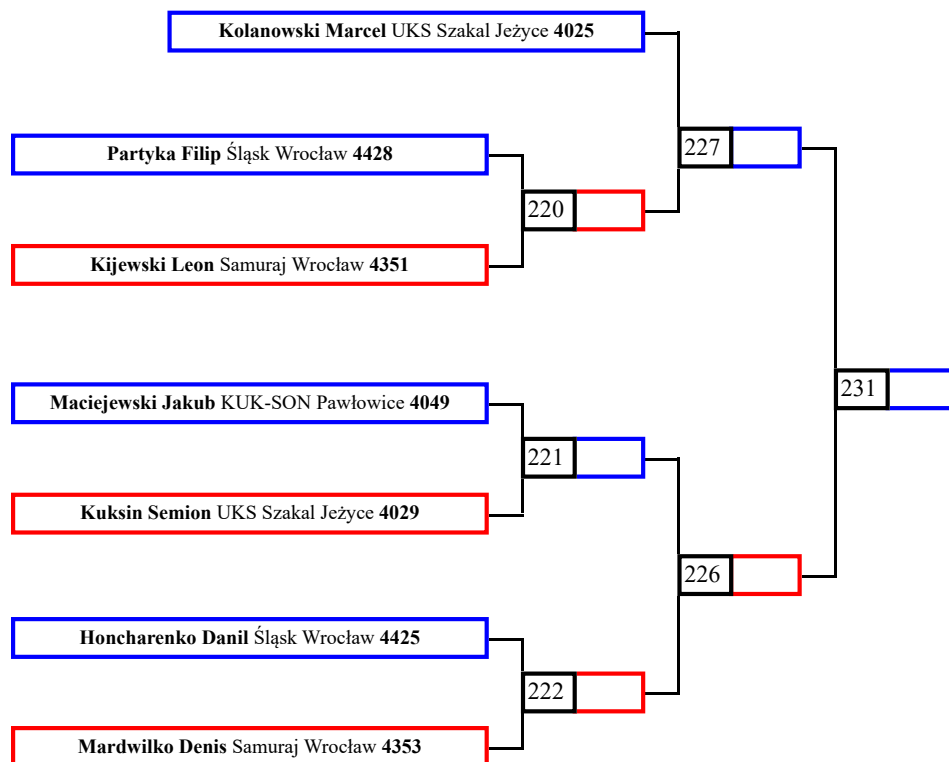 Kolanowski Marcel UKS Szakal Jeżyce 4025
Partyka Filip Śląsk Wrocław 4428
227
220
Kijewski Leon Samuraj Wrocław 4351
Maciejewski Jakub KUK-SON Pawłowice 4049
231
221
Kuksin Semion UKS Szakal Jeżyce 4029
226
Honcharenko Danil Śląsk Wrocław 4425
222
Mardwilko Denis Samuraj Wrocław 4353